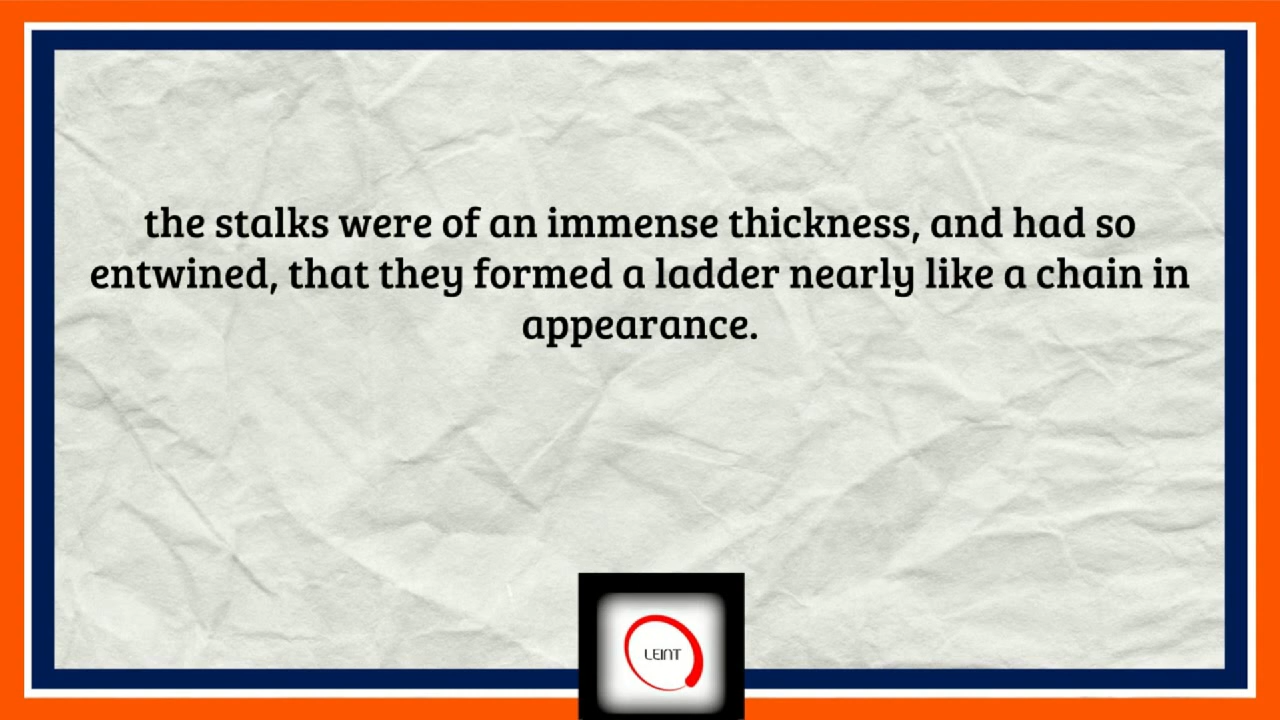 the stalks were of an immense thickness, and had so
entwined, that they formed a ladder nearly like a chain in
appearance.
LEINT